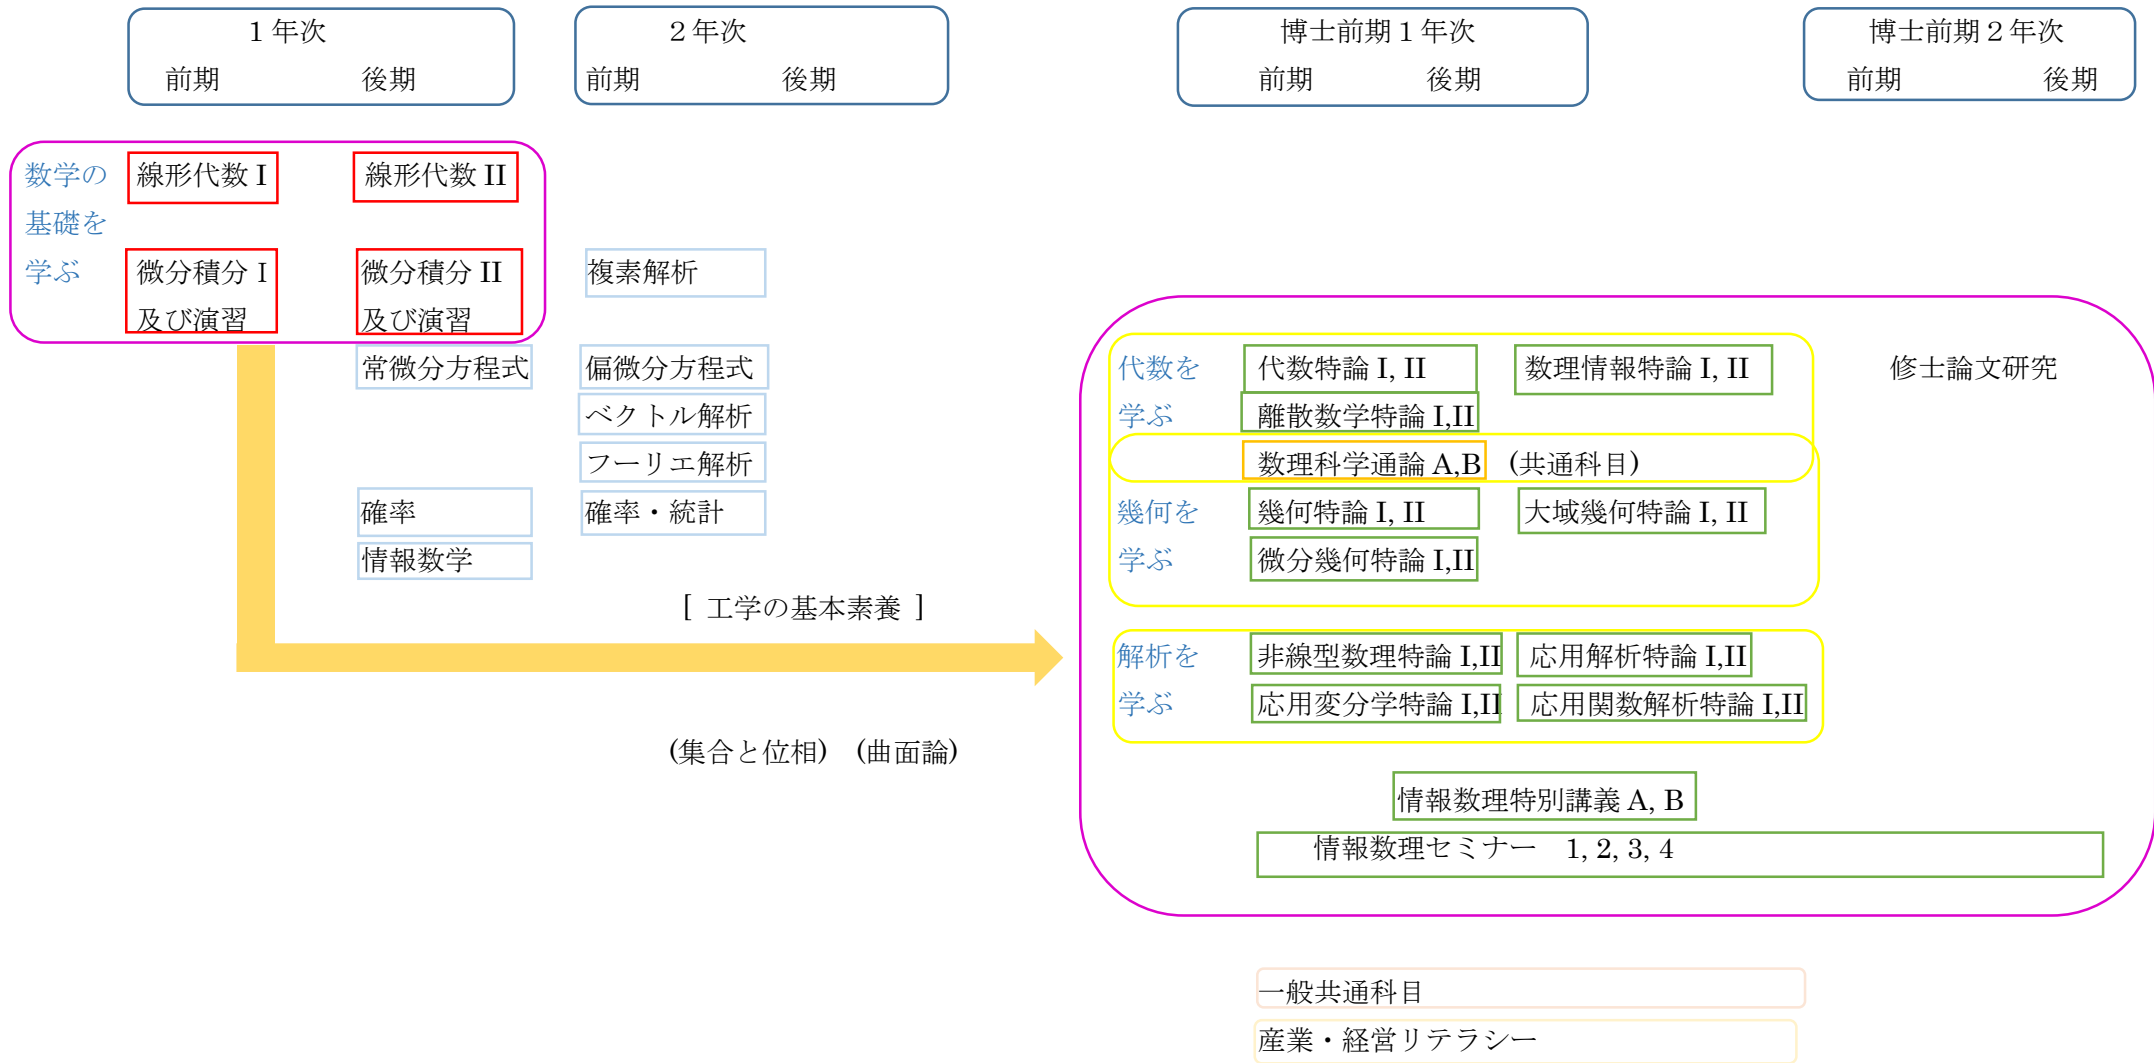 １年次 ２年次 博士前期１年次 博士前期２年次
前期 後期 前期 後期 前期 後期 前期 後期
数学の 線形代数 I 線形代数 II
基礎を
学ぶ 微分積分 I 微分積分 II 複素解析
及び演習 及び演習
常微分方程式 偏微分方程式 代数を 代数特論 I, II 数理情報特論 I, II 修士論文研究
ベクトル解析 学ぶ 離散数学特論 I,II
フーリエ解析 数理科学通論 A,B (共通科目)
確率 確率・統計 幾何を 幾何特論 I, II 大域幾何特論 I, II
情報数学 学ぶ 微分幾何特論 I,II
[ 工学の基本素養 ]
解析を 非線型数理特論 I,II 応用解析特論 I,II
学ぶ 応用変分学特論 I,II 応用関数解析特論 I,II
(集合と位相) (曲面論)
情報数理特別講義 A, B
情報数理セミナー 1, 2, 3, 4
一般共通科目
産業・経営リテラシー